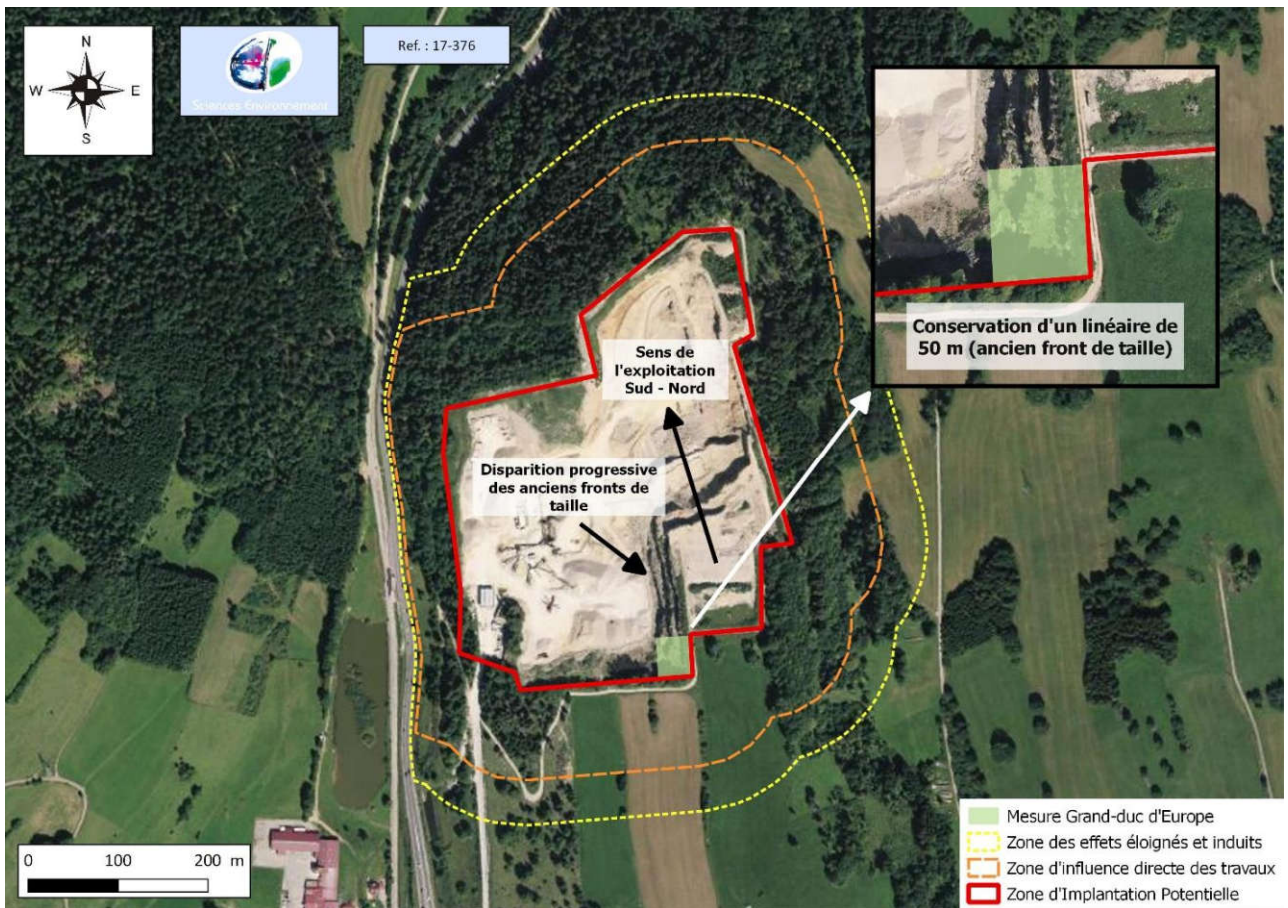 N
W E
S
Sciences Environnement
Ref. : 17-376
Conservation d'un linéaire de
50 m (ancien front de taille)
Sens de
l'exploitation
Sud - Nord
Disparition progressive
des anciens fronts de
taille
0 100 200 m
Mesure Grand-duc d'Europe
Zone des effets éloignés et induits
Zone d'influence directe des travaux
Zone d'Implantation Potentielle